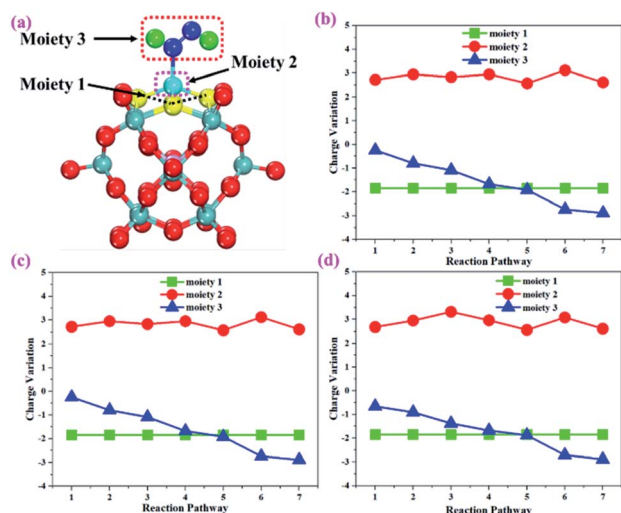 (a)
Moiety 3
Moiety 2
Moiety 1
(b)
moiety 1
moiety 2
moiety 3
Charge Variation
5
4
3
2
1
0
-1
-2
-3
-4
1 2 3 4 5 6 7
Reaction Pathway
(c)
moiety 1
moiety 2
moiety 3
Charge Variation
5
4
3
2
1
0
-1
-2
-3
-4
1 2 3 4 5 6 7
Reaction Pathway
(d)
moiety 1
moiety 2
moiety 3
Charge Variation
5
4
3
2
1
0
-1
-2
-3
-4
1 2 3 4 5 6 7
Reaction Pathway